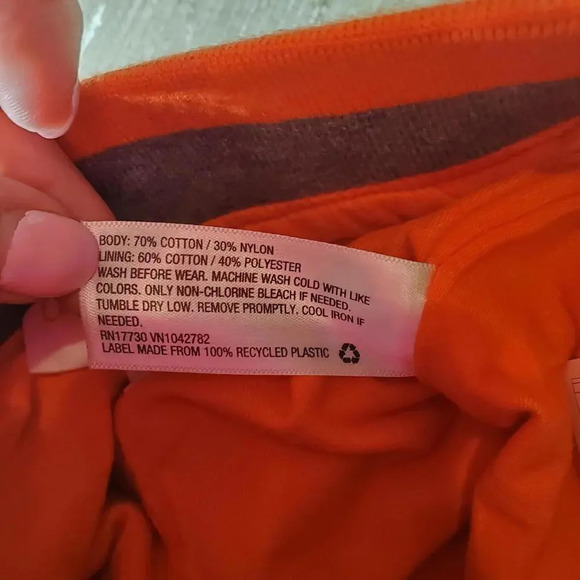 BODY: 70% COTTON / 30% NYLON
LINING: 60% COTTON / 40% POLYESTER
WASH BEFORE WEAR. MACHINE WASH COLD WITH LIKE
COLORS. ONLY NON-CHLORINE BLEACH IF NEEDED.
TUMBLE DRY LOW. REMOVE PROMPTLY. COOL IRON IF
NEEDED.
RN17730 VN1042782
LABEL MADE FROM 100% RECYCLED PLASTIC